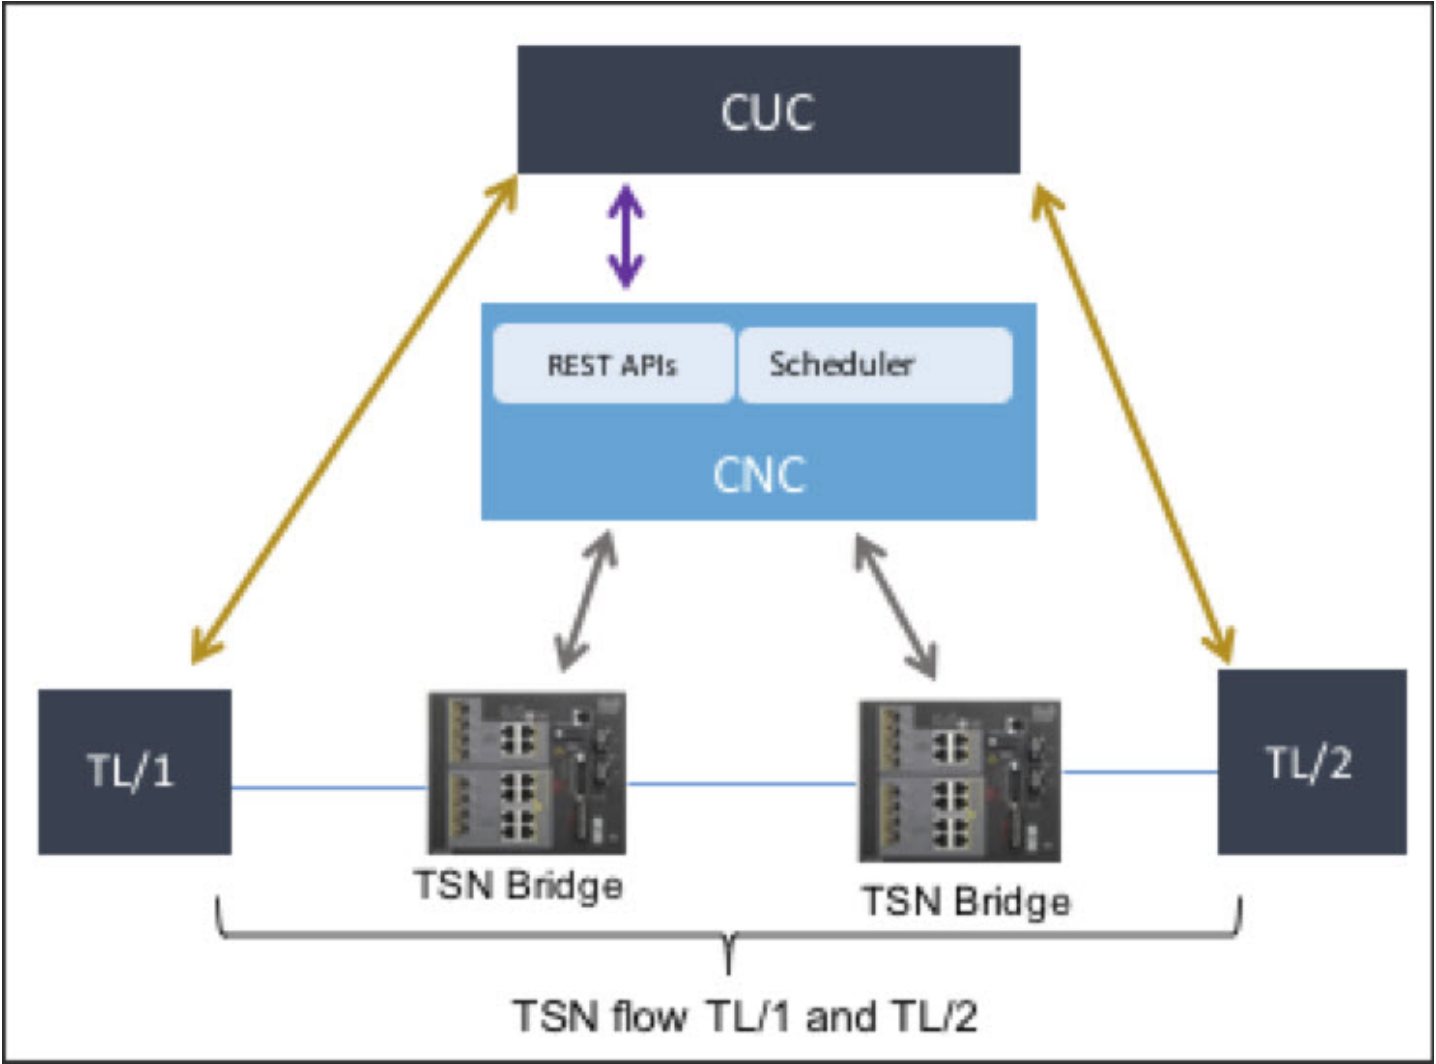 CUC
REST APIs
Scheduler
CNC
TL/1
TL/2
TSN Bridge
TSN Bridge
TSN flow TL/1 and TL/2